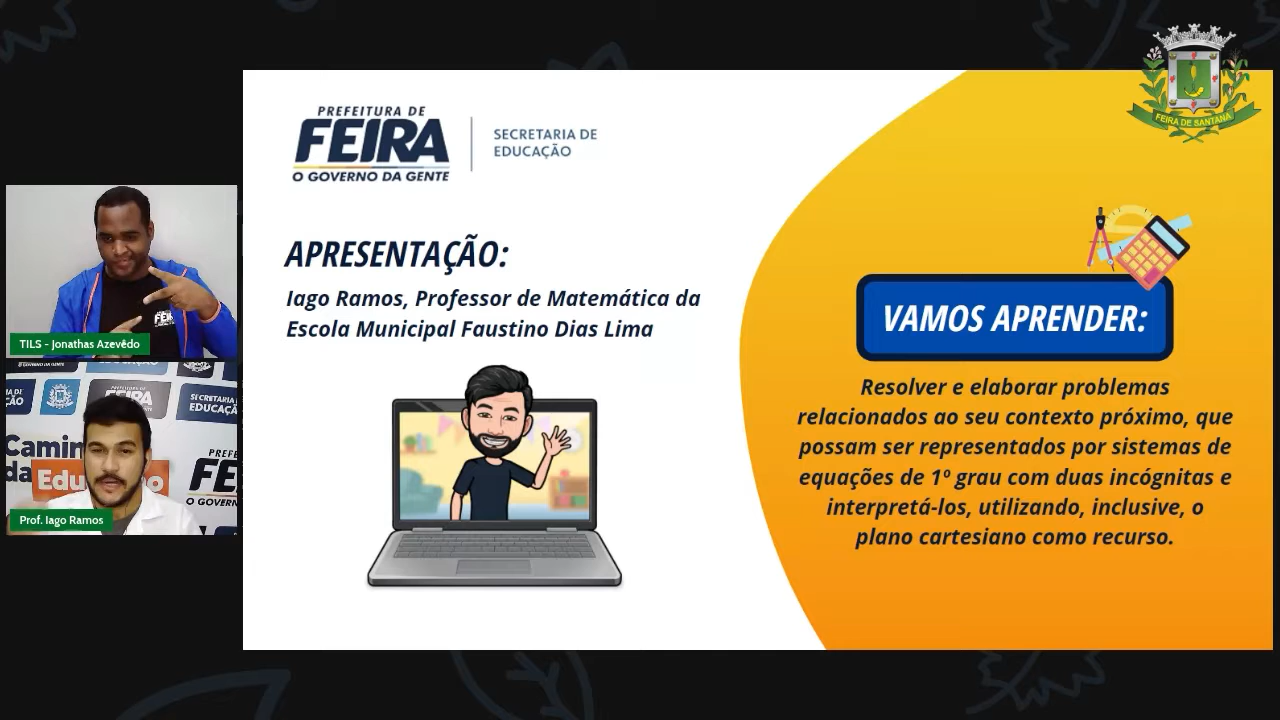 FEIRA DE SANTANA
PREFEITURA DE
FEIRA
O GOVERNO DA GENTE
SECRETARIA DE
EDUCAÇÃO
APRESENTAÇÃO:
Iago Ramos, Professor de Matemática da
Escola Municipal Faustino Dias Lima
VAMOS APRENDER:
Resolver e elaborar problemas
relacionados ao seu contexto próximo, que
possam ser representados por sistemas de
equações de 1º grau com duas incógnitas e
interpretá-los, utilizando, inclusive, o
plano cartesiano como recurso.
TILS - Jonathas Azevêdo
Prof. Iago Ramos